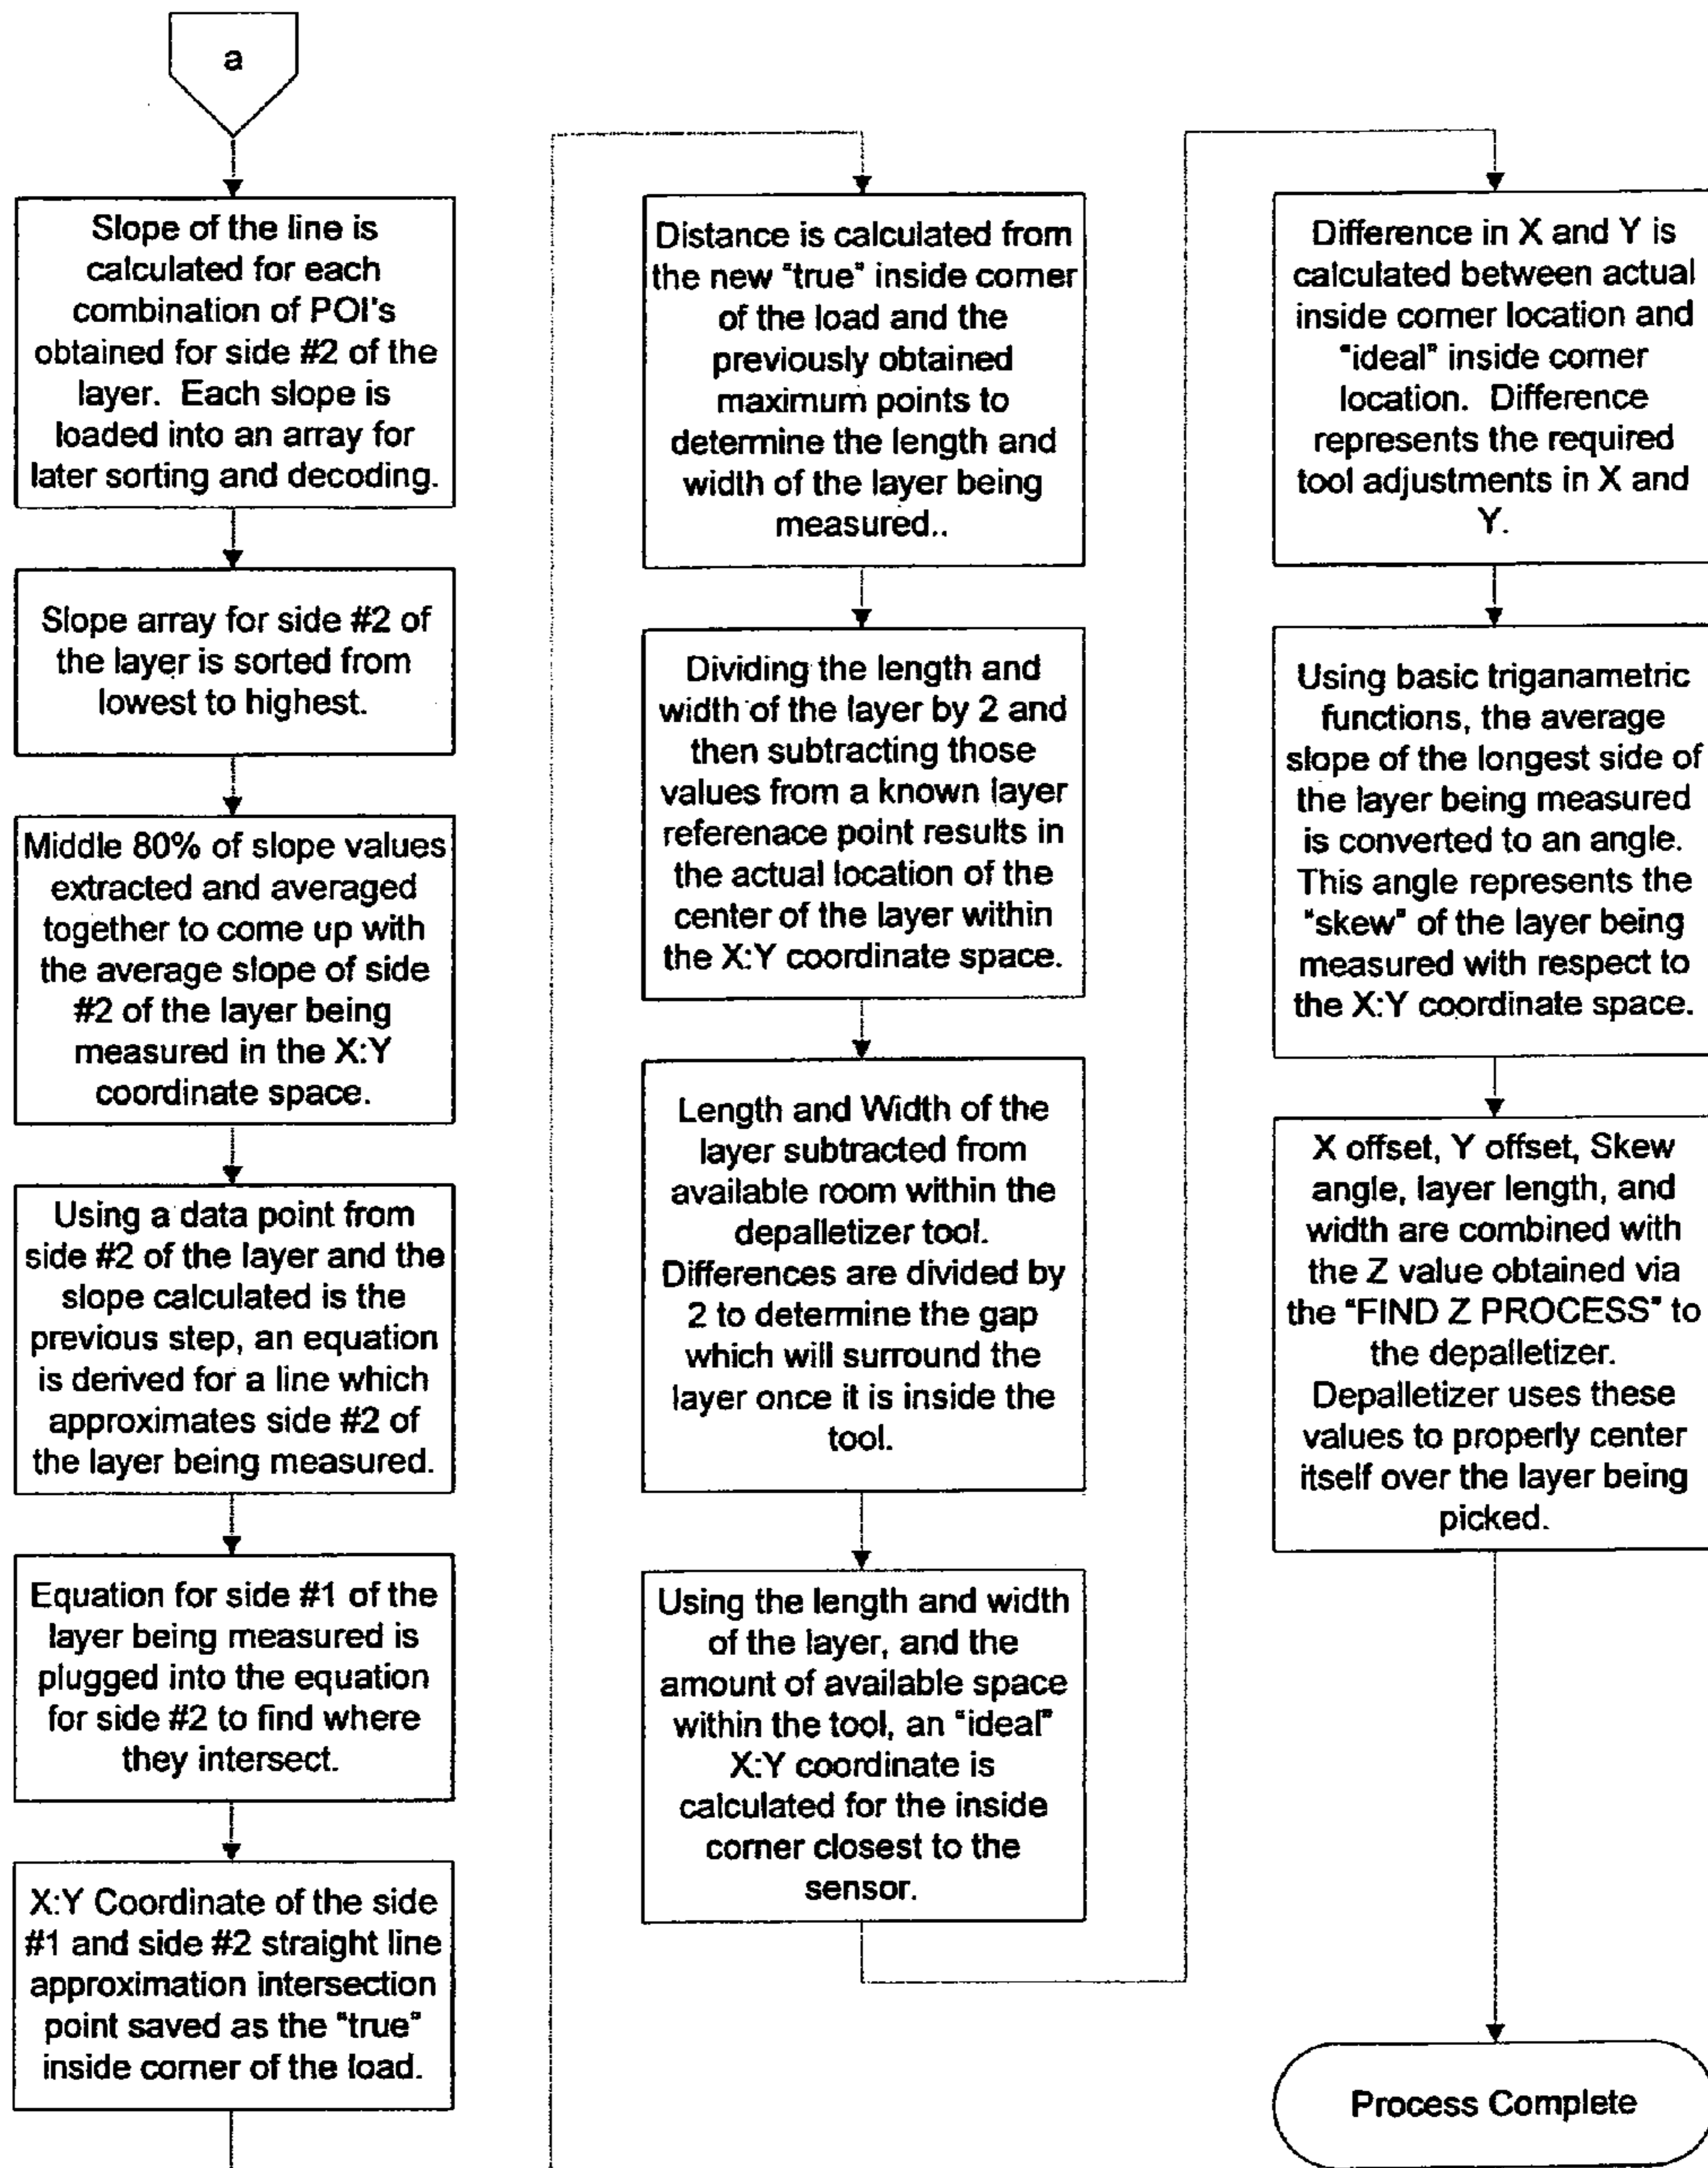 a
Slope of the line is
calculated for each
combination of POI's
obtained for side #2 of the
layer. Each slope is
loaded into an array for
later sorting and decoding.
Slope array for side #2 of
the layer is sorted from
lowest to highest.
Middle 80% of slope values
extracted and averaged
together to come up with
the average slope of side
#2 of the layer being
measured in the X:Y
coordinate space.
Using a data point from
side #2 of the layer and the
slope calculated is the
previous step, an equation
is derived for a line which
approximates side #2 of
the layer being measured.
Equation for side #1 of the
layer being measured is
plugged into the equation
for side #2 to find where
they intersect.
X:Y Coordinate of the side
#1 and side #2 straight line
approximation intersection
point saved as the "true"
inside corner of the load.
Distance is calculated from
the new "true" inside corner
of the load and the
previously obtained
maximum points to
determine the length and
width of the layer being
measured..
Dividing the length and
width of the layer by 2 and
then subtracting those
values from a known layer
referenace point results in
the actual location of the
center of the layer within
the X:Y coordinate space.
Length and Width of the
layer subtracted from
available room within the
depalletizer tool.
Differences are divided by
2 to determine the gap
which will surround the
layer once it is inside the
tool.
Using the length and width
of the layer, and the
amount of available space
within the tool, an "ideal"
X:Y coordinate is
calculated for the inside
corner closest to the
sensor.
Difference in X and Y is
calculated between actual
inside corner location and
"ideal" inside corner
location. Difference
represents the required
tool adjustments in X and
Y.
Using basic triganametric
functions, the average
slope of the longest side of
the layer being measured
is converted to an angle.
This angle represents the
"skew" of the layer being
measured with respect to
the X:Y coordinate space.
X offset, Y offset, Skew
angle, layer length, and
width are combined with
the Z value obtained via
the "FIND Z PROCESS" to
the depalletizer.
Depalletizer uses these
values to properly center
itself over the layer being
picked.
Process Complete